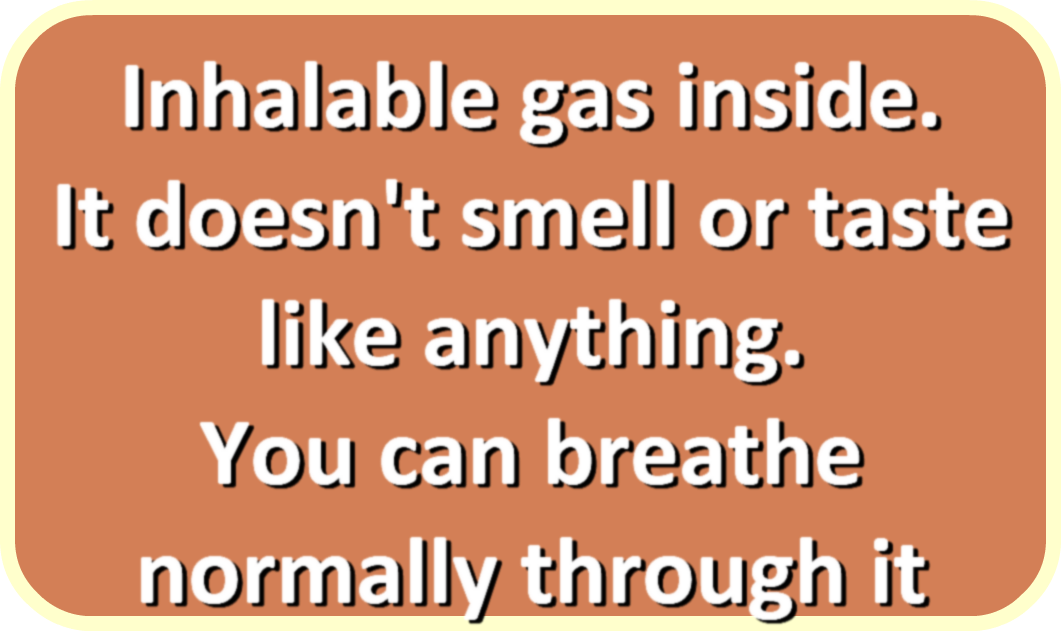 Inhalable gas inside.
It doesn't smell or taste
like anything.
You can breathe
normally through it